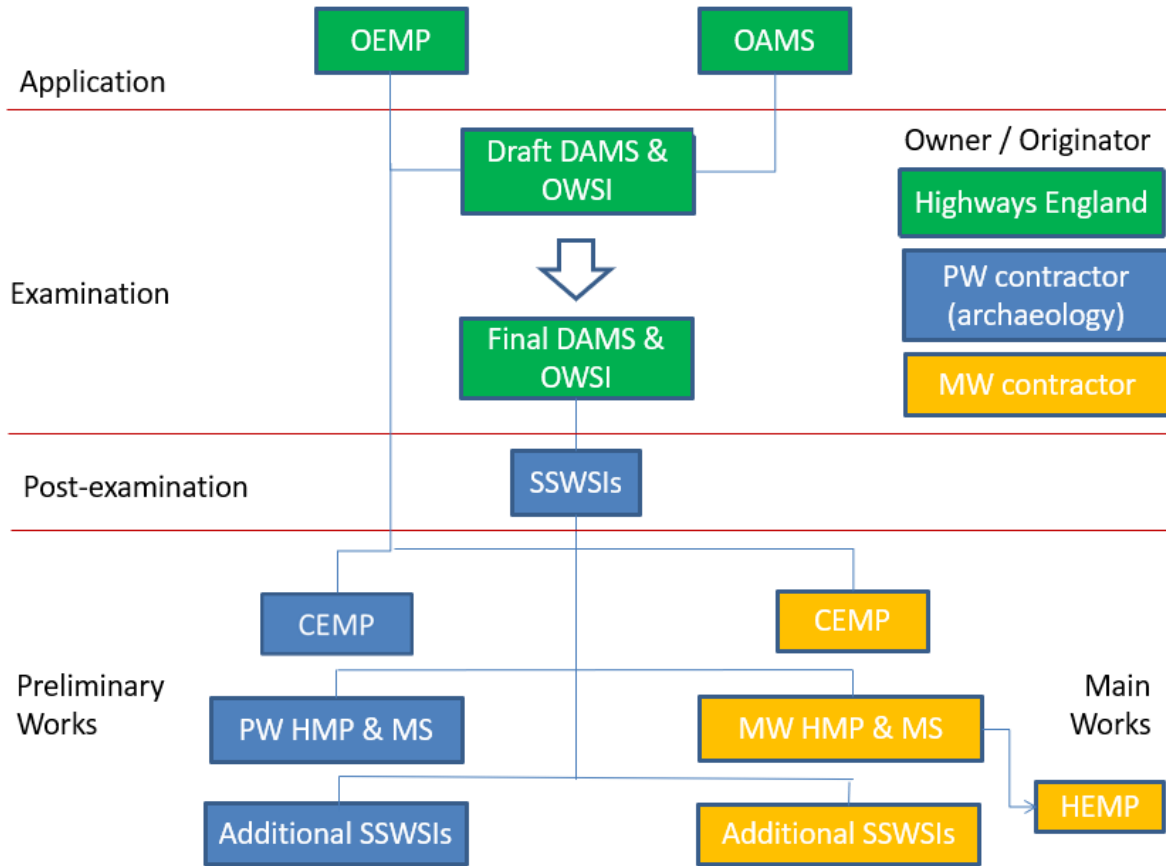 OEMP
OAMS
Application
Draft DAMS &
OWSI
Owner / Originator
Highways England
PW contractor
(archaeology)
MW contractor
Examination
Final DAMS &
OWSI
Post-examination
SSWSIs
CEMP
CEMP
Preliminary
Works
PW HMP & MS
MW HMP & MS
Main
Works
HEMP
Additional SSWSIs
Additional SSWSIs